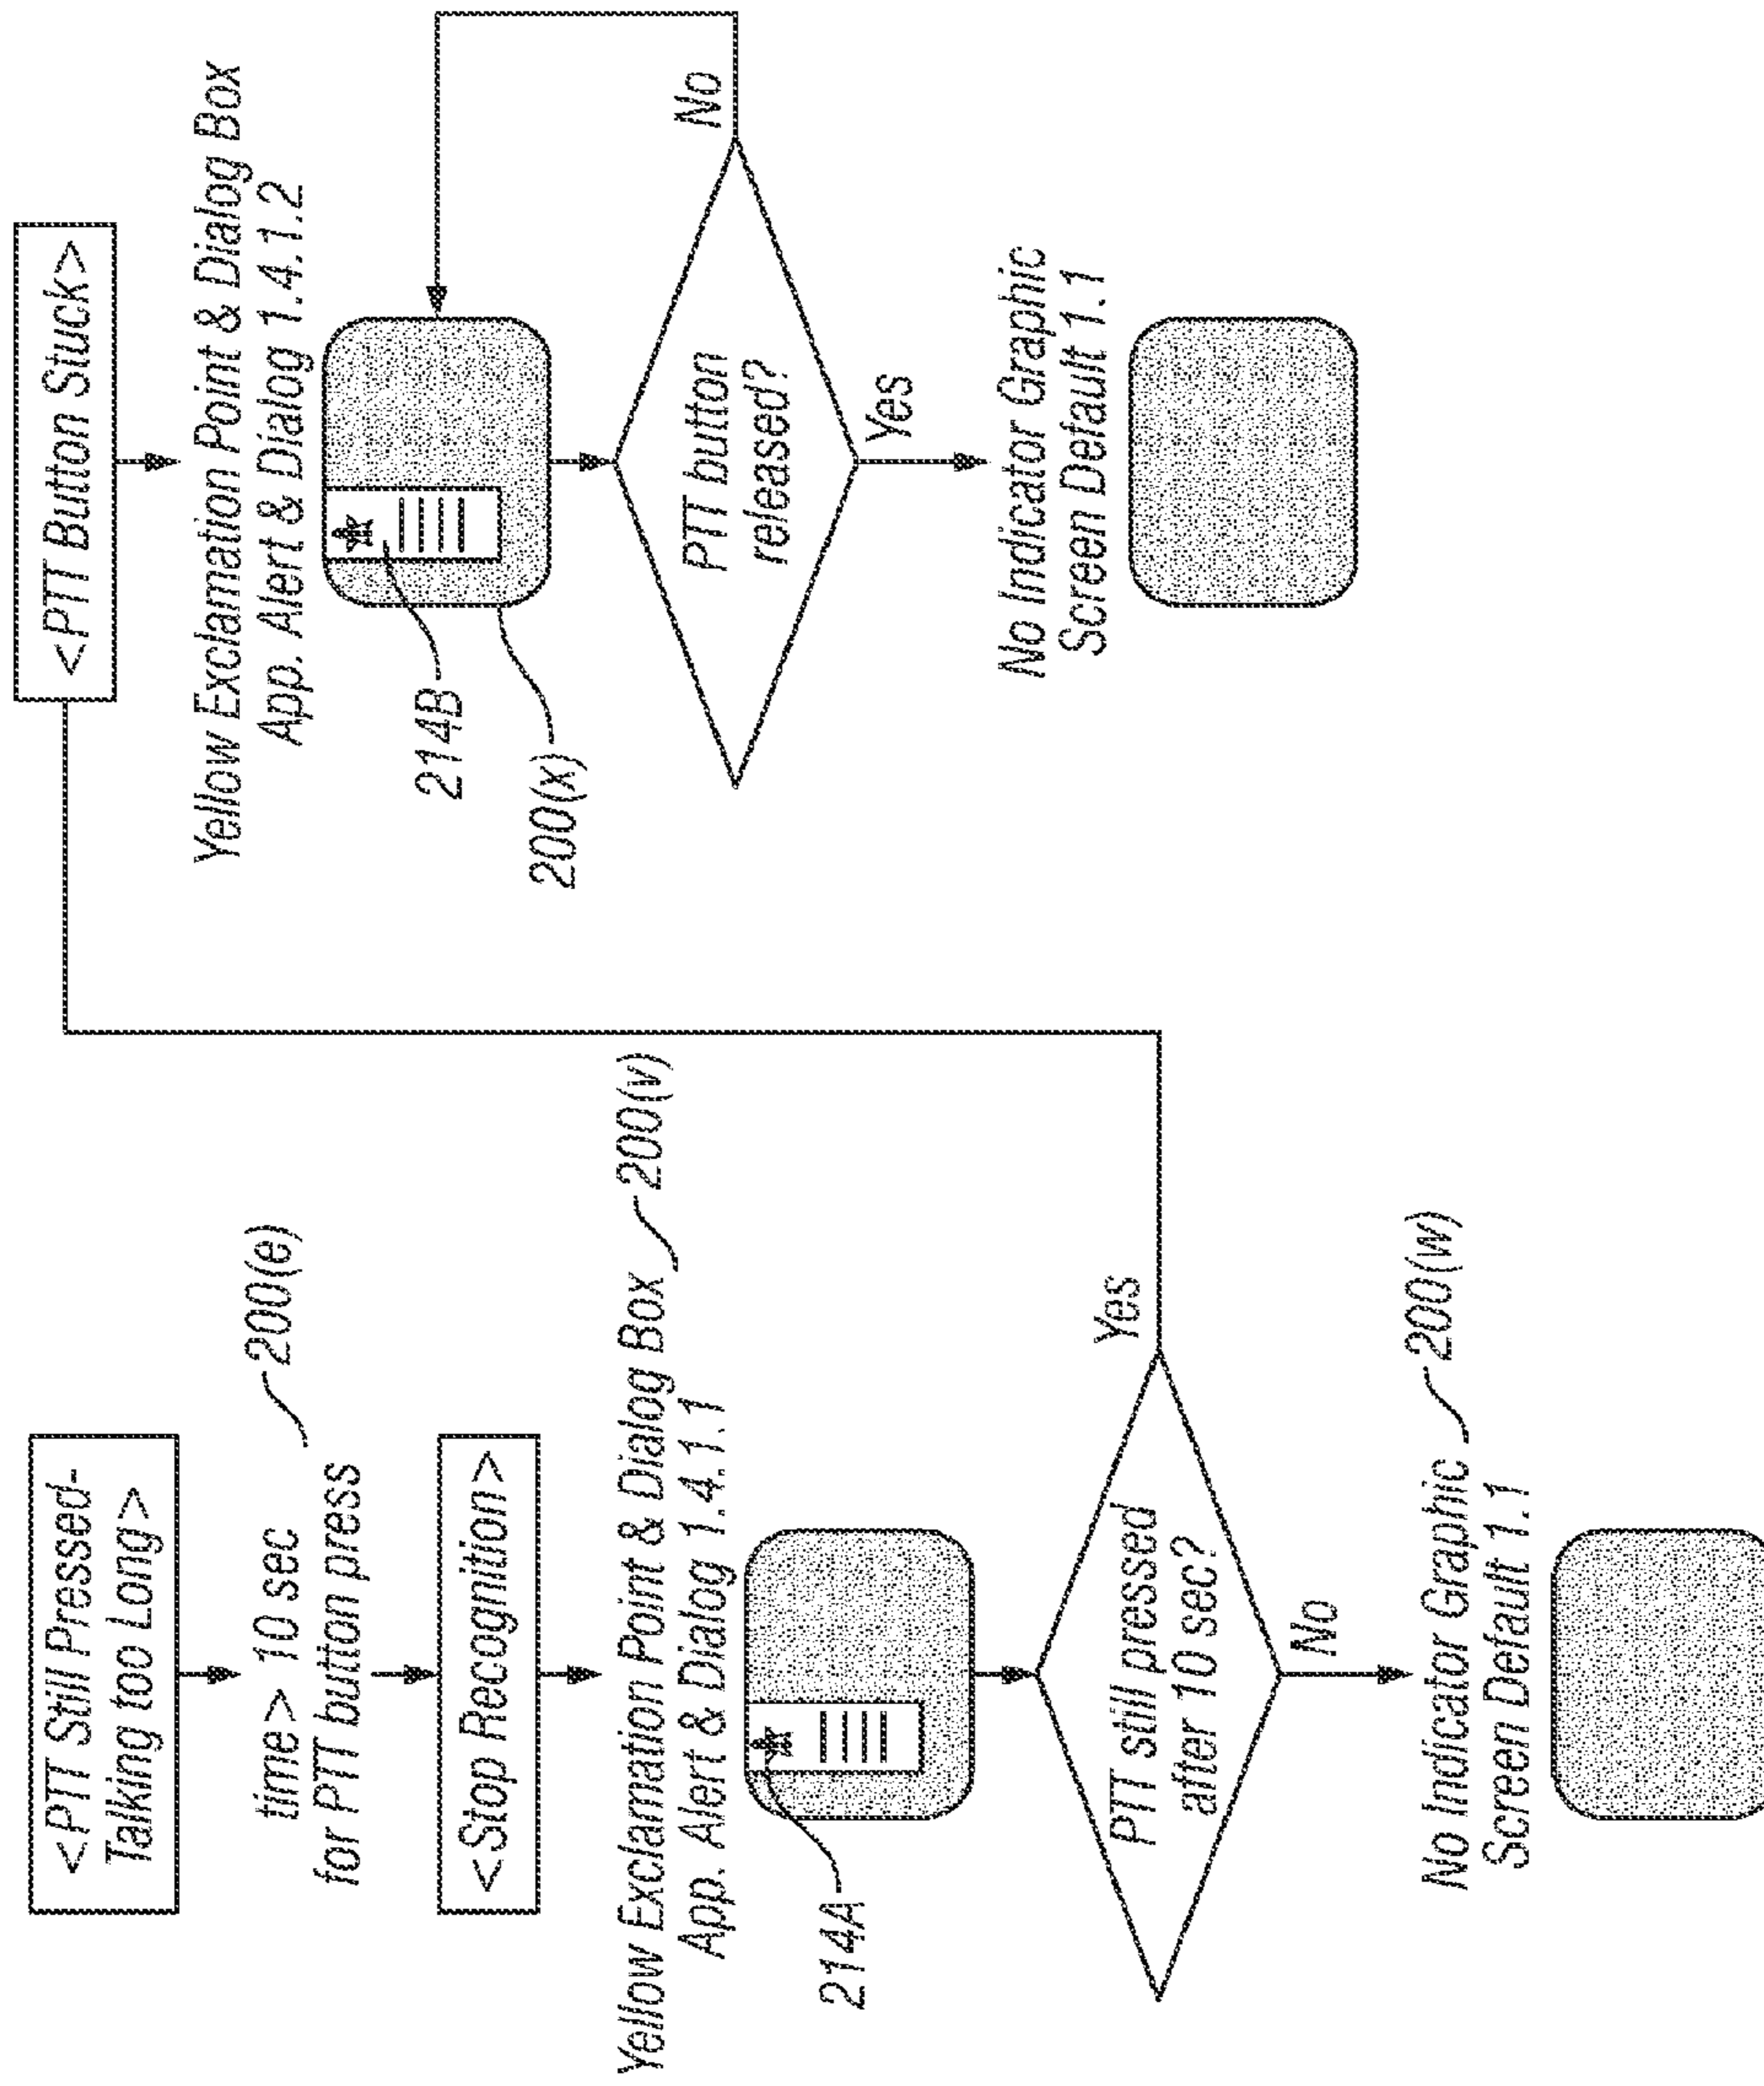 <PTT Still Pressed-
Talking too Long>
time> 10 sec
for PTT button press
200(e)
<Stop Recognition>
Yellow Exclamation Point & Dialog Box
App. Alert & Dialog 1.4.1.1
200(v)
214A
PTT still pressed
after 10 sec?
Yes
No
No Indicator Graphic
Screen Default 1.1
200(w)
<PTT Button Stuck>
Yellow Exclamation Point & Dialog Box
App. Alert & Dialog 1.4.1.2
214B
200(x)
PTT button
released?
No
Yes
No Indicator Graphic
Screen Default 1.1